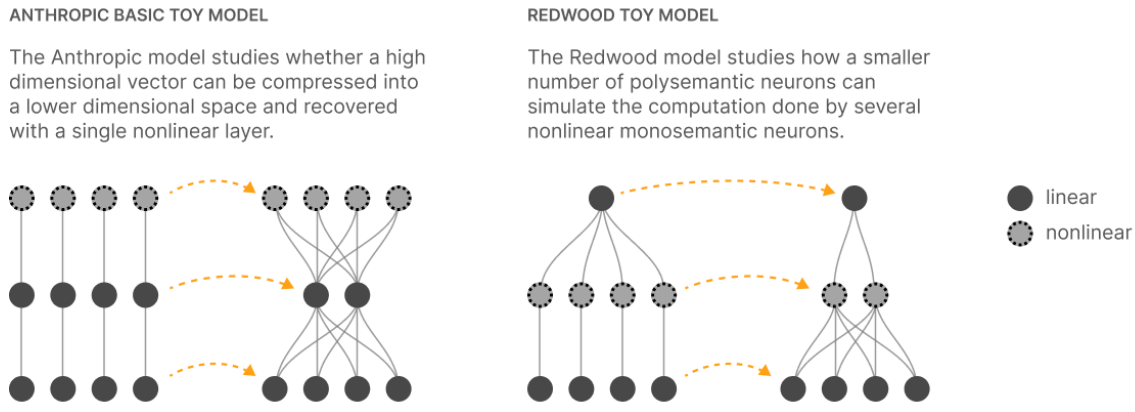 ANTHROPIC BASIC TOY MODEL
The Anthropic model studies whether a high
dimensional vector can be compressed into
a lower dimensional space and recovered
with a single nonlinear layer.
REDWOOD TOY MODEL
The Redwood model studies how a smaller
number of polysemantic neurons can
simulate the computation done by several
nonlinear monosemantic neurons.
linear
nonlinear